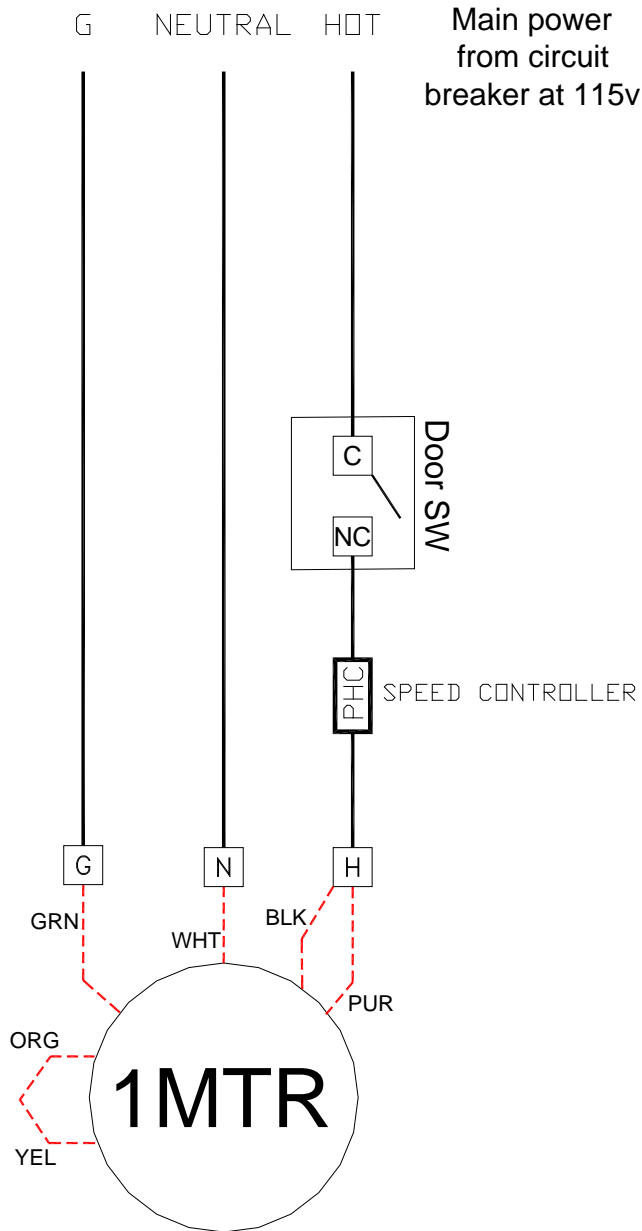 G NEUTRAL HOT
Main power
from circuit
breaker at 115v
C
Door SW
NC
PHC
SPEED CONTROLLER
G N H
GRN
WHT
BLK
PUR
ORG
1MTR
YEL